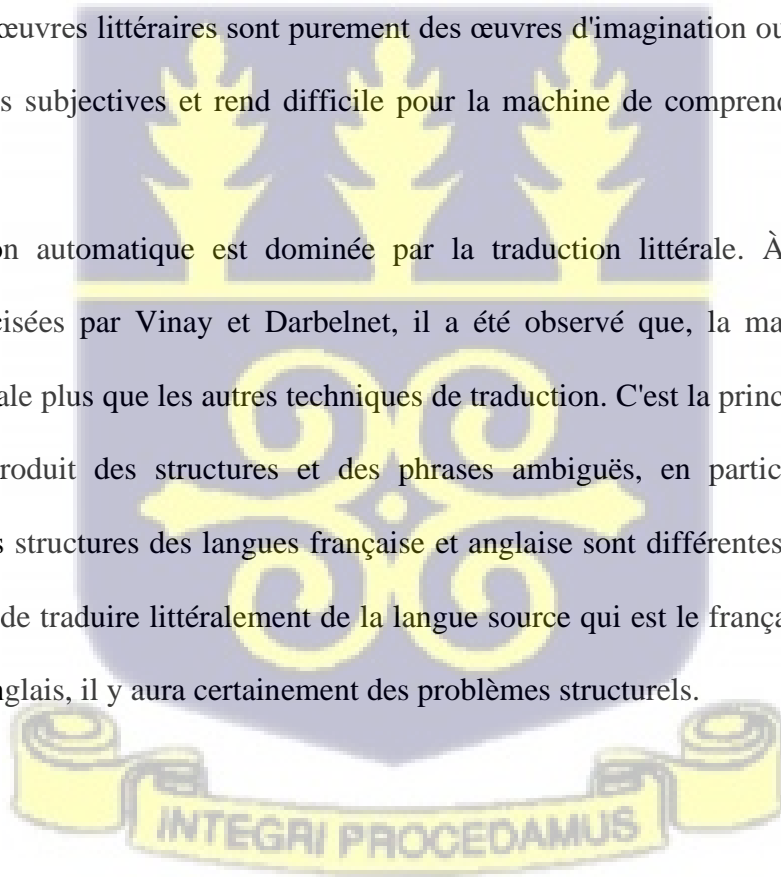 œuvres littéraires sont purement des œuvres d'imagination ou
s subjectives et rend difficile pour la machine de comprend
on automatique est dominée par la traduction littérale. À
cisées par Vinay et Darbelnet, il a été observé que, la ma
ale plus que les autres techniques de traduction. C'est la princ
roduit des structures et des phrases ambiguës, en partic
s structures des langues française et anglaise sont différentes
de traduire littéralement de la langue source qui est le frança
nglais, il y aura certainement des problèmes structurels.
INTEGRI PROCEDAMUS